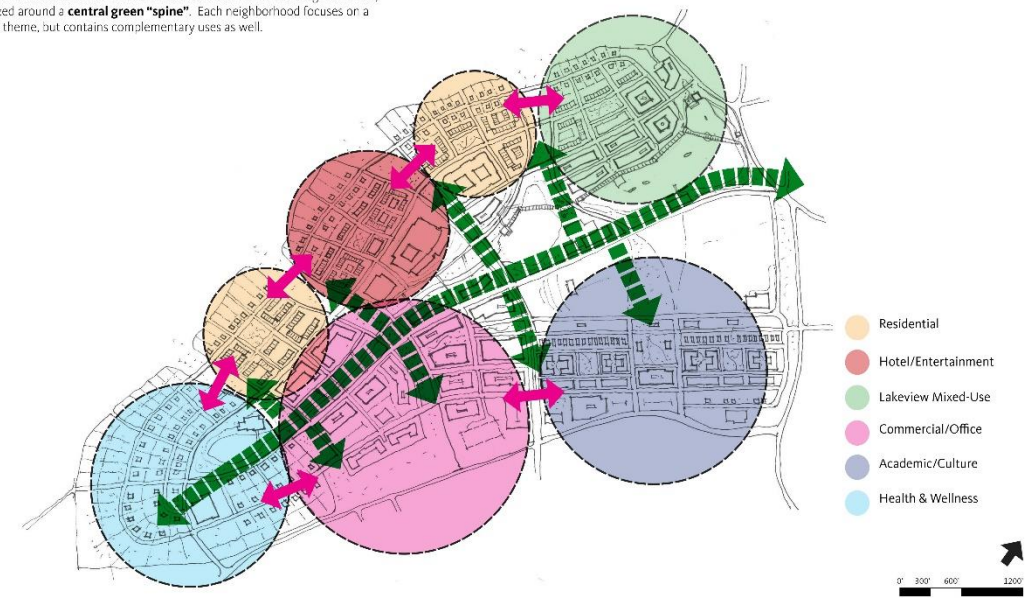 zed around a central green “spine”. Each neighborhood focuses on a
theme, but contains complementary uses as well.
Residential
Hotel/Entertainment
Lakeview Mixed-Use
Commercial/Office
Academic/Culture
Health & Wellness
0' 300' 600' 1200'